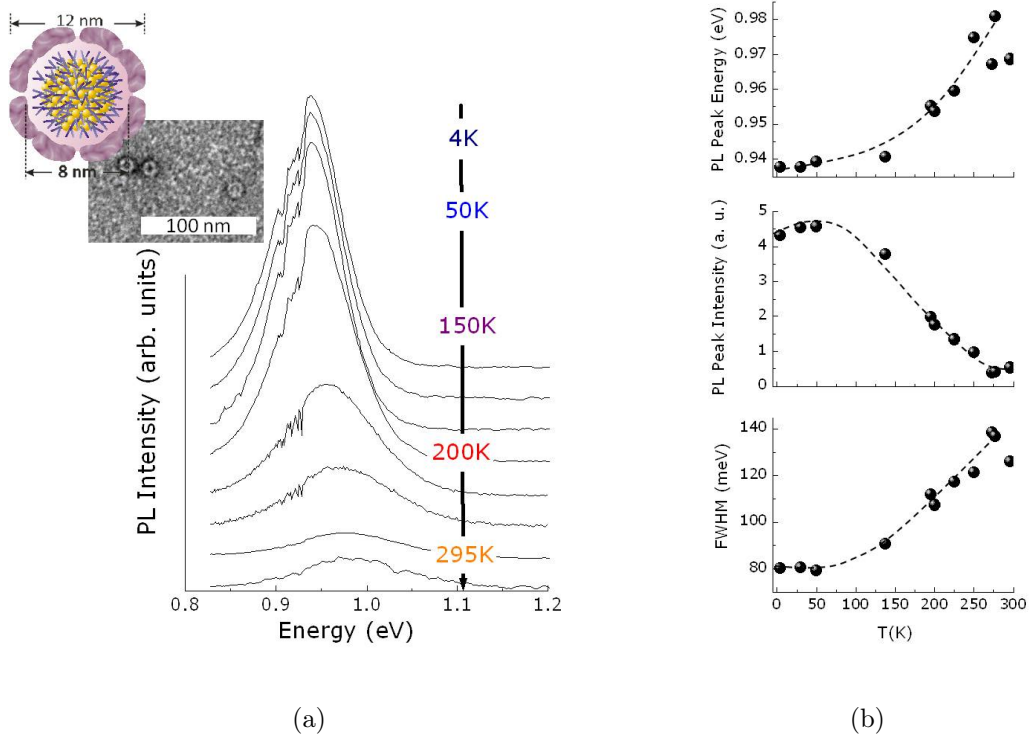 12 nm
8 nm
100 nm
4K
50K
150K
200K
295K
PL Intensity (arb. units)
0.8 0.9 1.0 1.1 1.2
Energy (eV)
(a)
PL Peak Energy (eV)
0.98
0.97
0.96
0.95
0.94
PL Peak Intensity (a. u.)
5
4
3
2
1
0
FWHM (meV)
140
120
100
80
0 50 100 150 200 250 300
T(K)
(b)